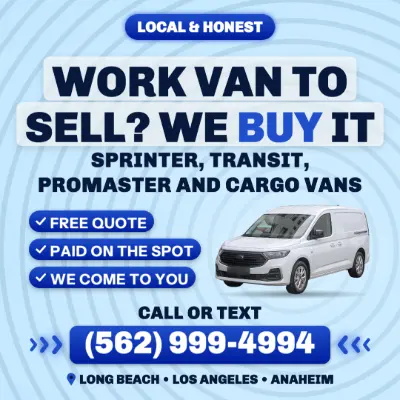 LOCAL & HONEST
WORK VAN TO
SELL? WE BUY IT
SPRINTER, TRANSIT,
PROMASTER AND CARGO VANS
FREE QUOTE
PAID ON THE SPOT
WE COME TO YOU
CALL OR TEXT
(562) 999-4994
LONG BEACH • LOS ANGELES • ANAHEIM